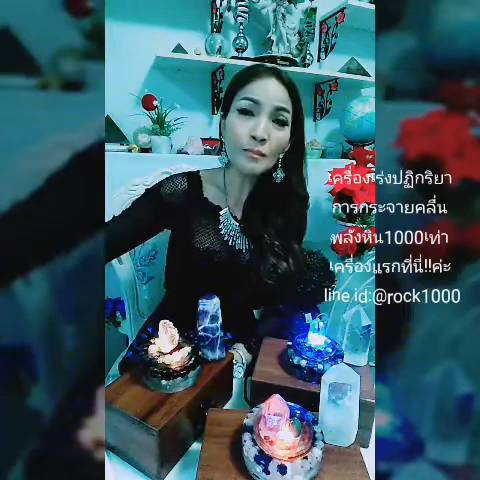 เครื่องเร่งปฏิกริยา
การกระจายคลื่น
พลังหิน1000เท่า
เครื่องแรกที่นี่!!ค่ะ
line id:@rock1000